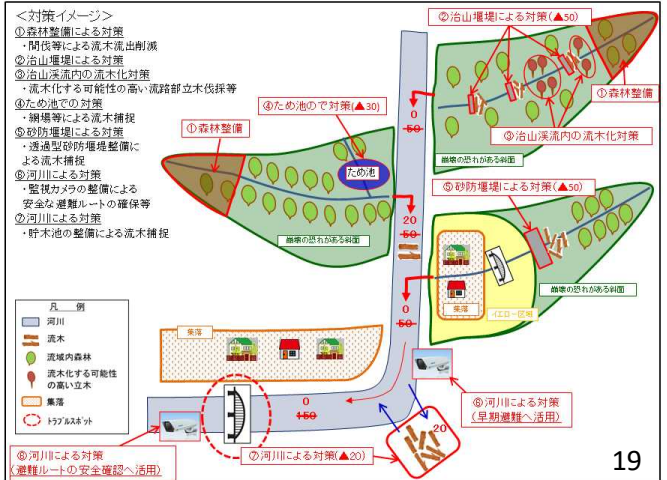 ＜対策イメージ＞
①森林整備による対策
・間伐等による流木流出削減
②治山堰堤による対策
③治山渓流内の流木化対策
・流木化する可能性の高い流路部立木伐採等
④ため池での対策
・網場等による流木捕捉
⑤砂防堰堤による対策
・透過型砂防堰堤整備に
よる流木捕捉
⑥河川による対策
・監視カメラの整備による
安全な避難ルートの確保等
⑦河川による対策
・貯木池の整備による流木捕捉
②治山堰堤による対策(▲50)
①森林整備
③治山渓流内の流木化対策
崩壊の恐れがある斜面
0
50
④ため池ので対策(▲30)
①森林整備
ため池
崩壊の恐れがある斜面
20
50
⑤砂防堰堤による対策(▲50)
崩壊の恐れがある斜面
集落
イエロー区域
0
50
凡 例
河川
流木
流域内森林
流木化する可能性
の高い立木
集落
トラブルスポット
集落
0
150
⑥河川による対策
(早期避難へ活用)
20
⑦河川による対策(▲20)
⑥河川による対策
(避難ルートの安全確認へ活用)
19